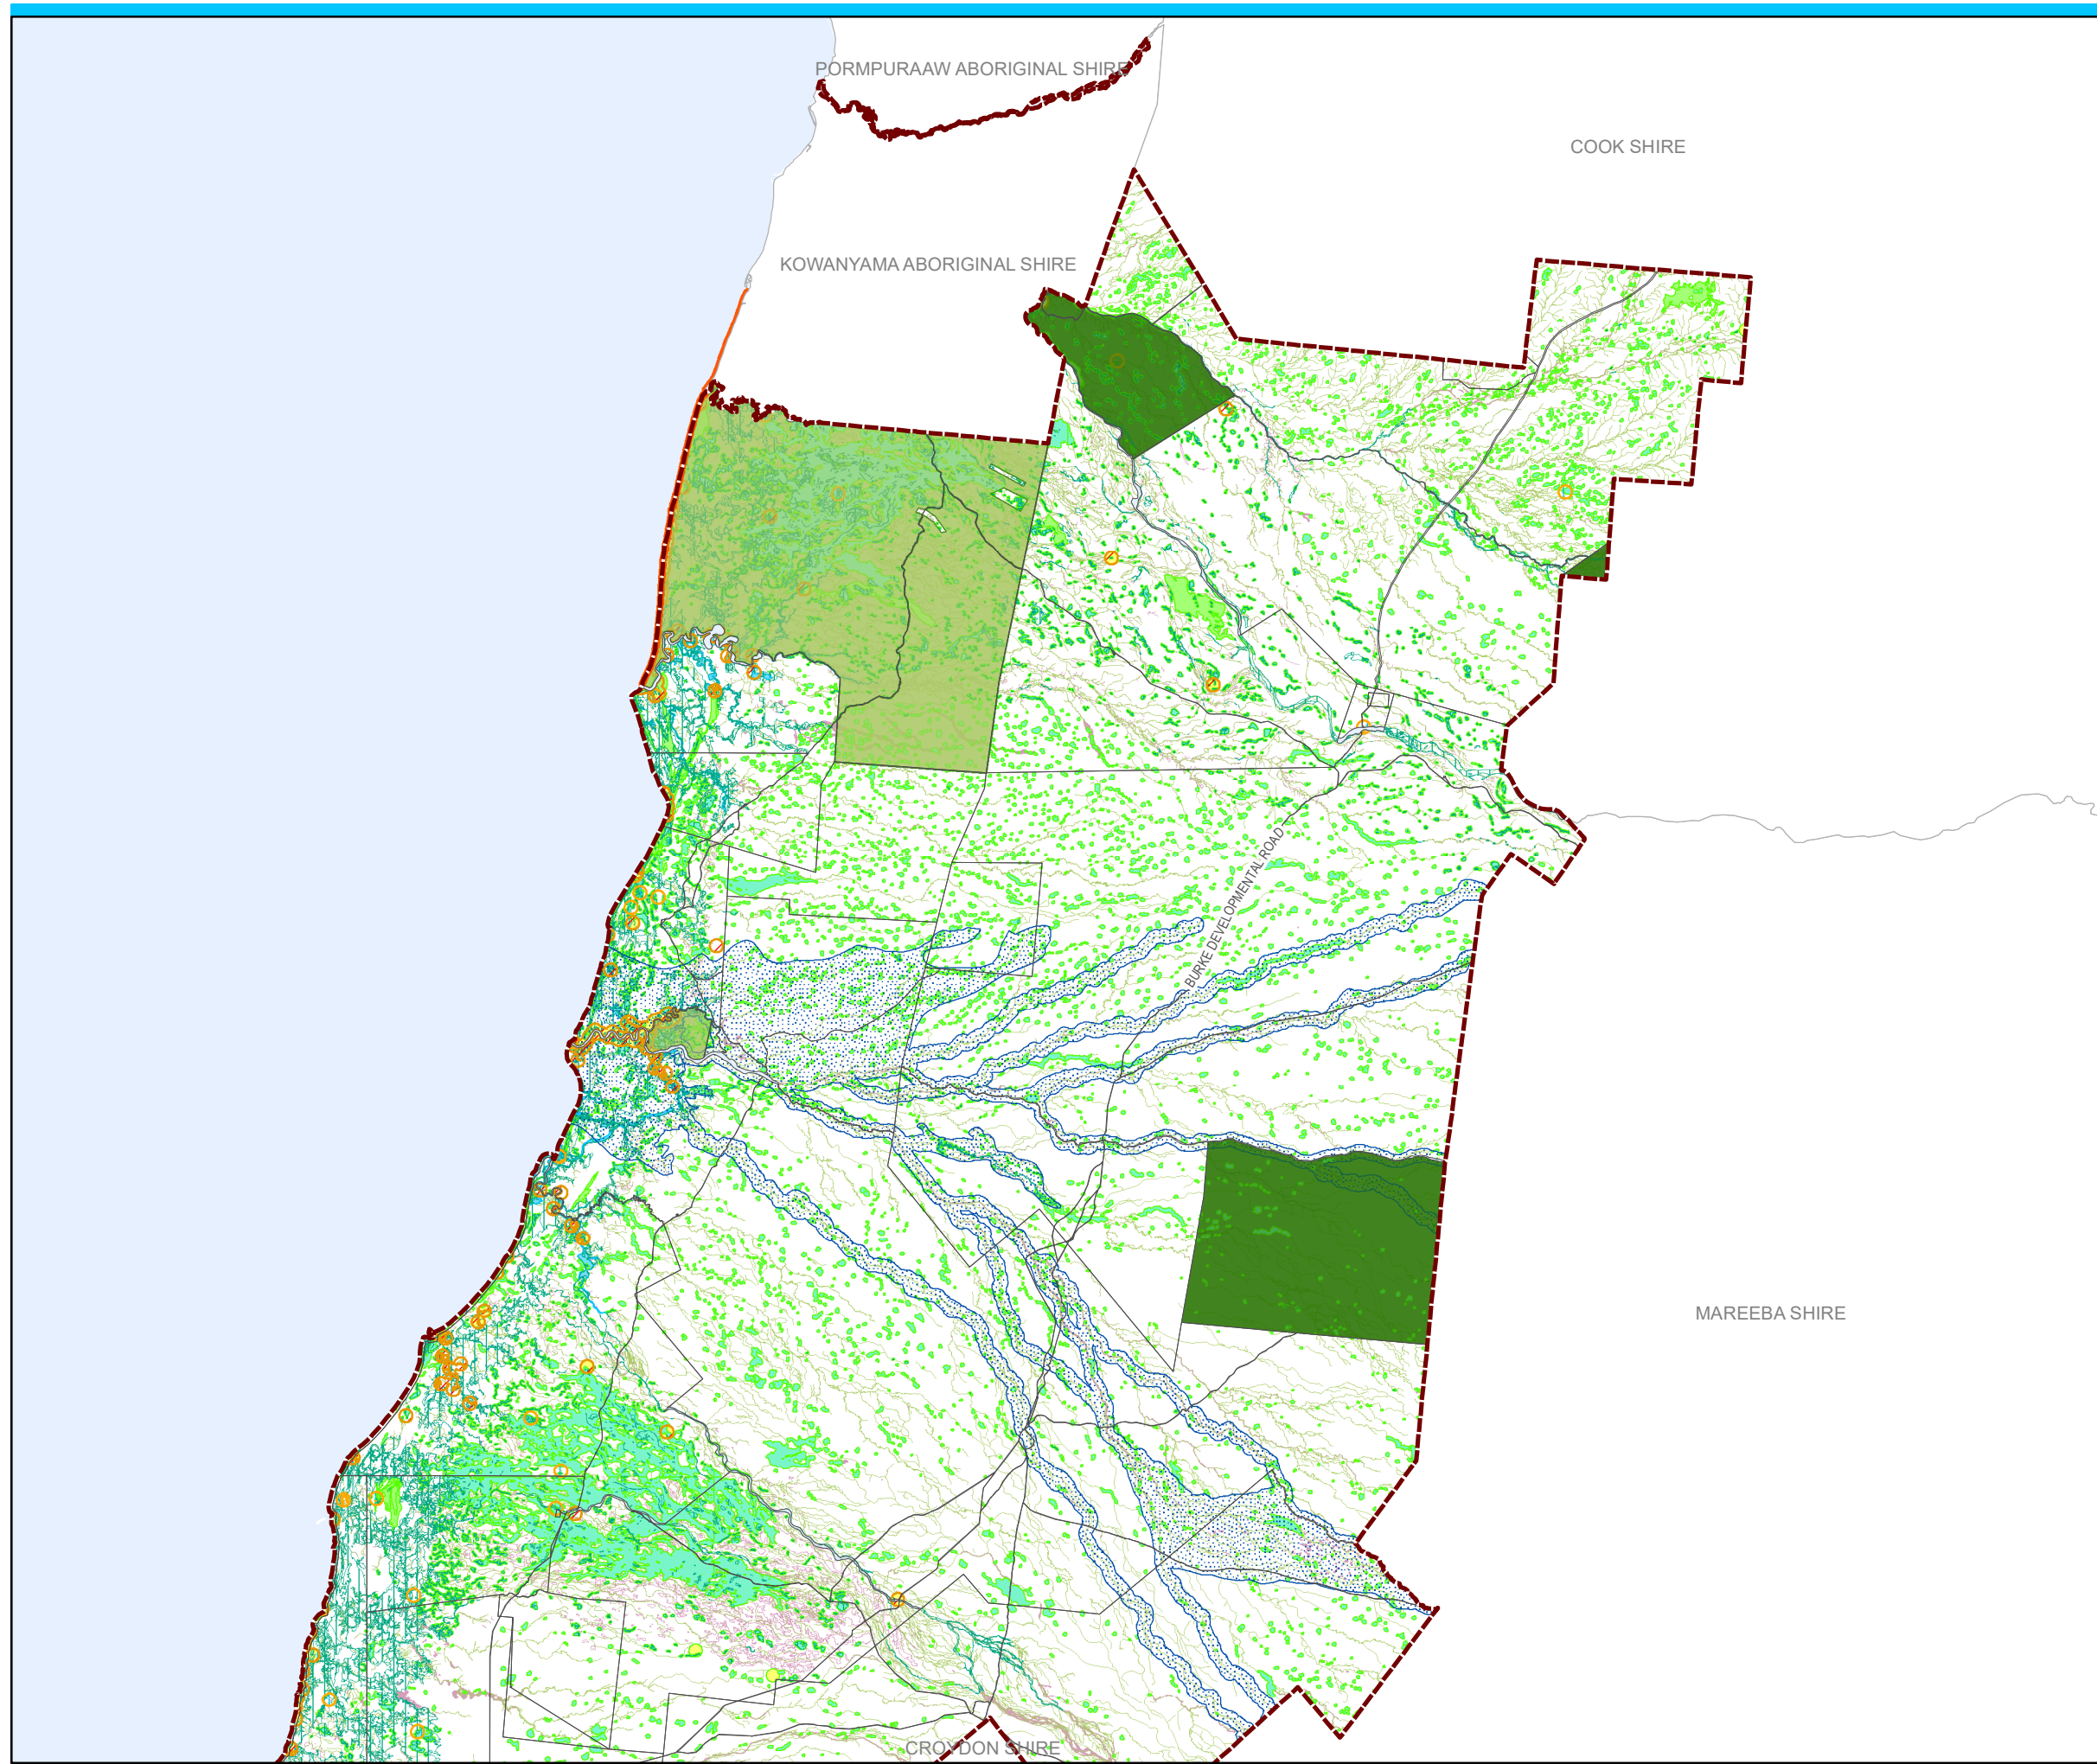 PORMPURAAW ABORIGINAL SHIRE
COOK SHIRE
KOWANYAMA ABORIGINAL SHIRE
BURKE DEVELOPMENTAL ROAD
MAREEBA SHIRE
CROYDON SHIRE